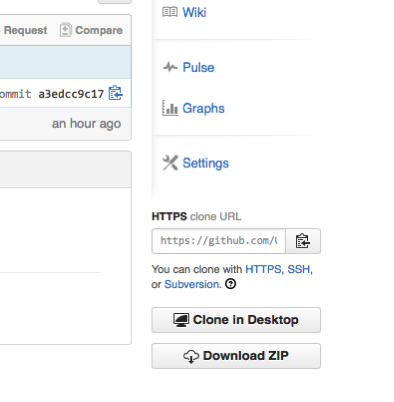 Wiki
Request Compare
Pulse
a3edcc9c17
Graphs
an hour ago
Settings
HTTPS clone URL
https://github.com/
You can clone with HTTPS, SSH,
or Subversion.
Clone in Desktop
Download ZIP